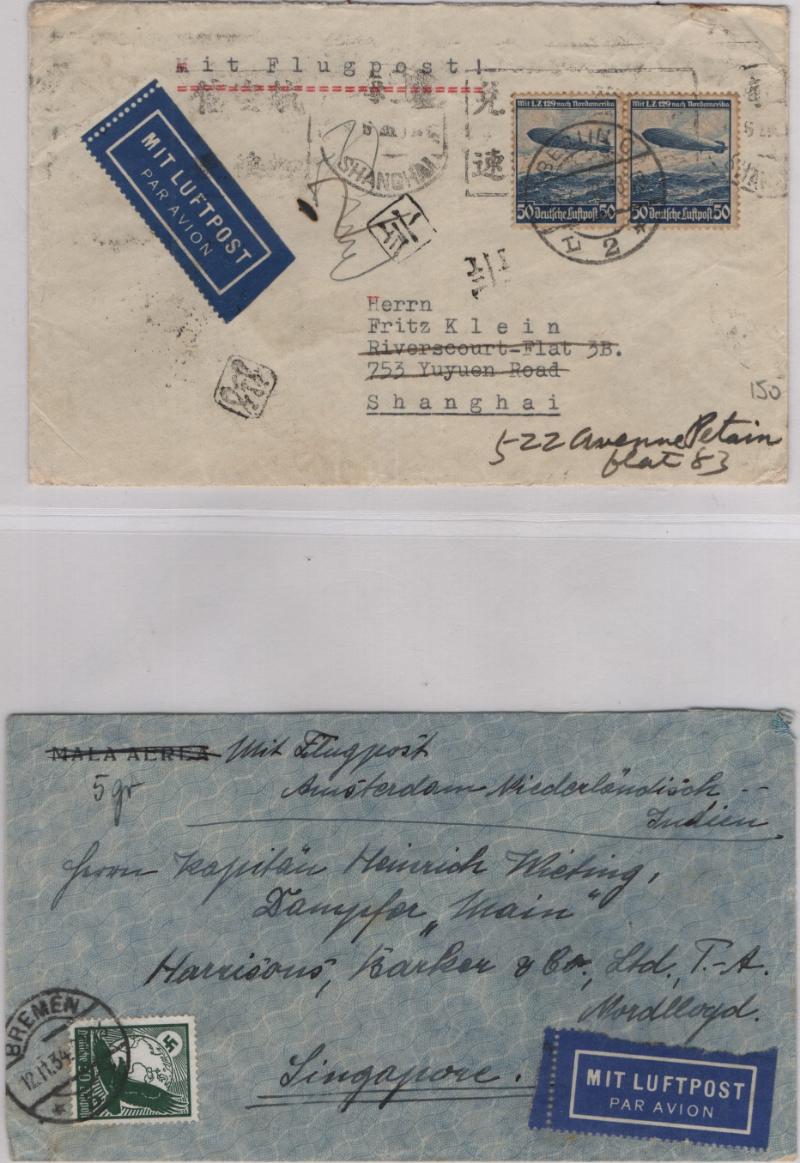 Mit Flugpost!
MIT LUFTPOST
PAR AVION
SHANGHAI
SHANGHAI
速
Mit L.Z. 129 nach Nordamerika
Mit L.Z. 129 nach Nordamerika
50 Deutsche Luftpost 50
50 Deutsche Luftpost 50
BERLIN
2
Herrn
Fritz Klein
Riverscourt-Flat 3B.
753 Yuyuen Road
Shanghai
150
522 Avenue Petain
flat 83
MALA AEREA Mit Flugpost
5 gr
Amsterdam Niederländisch-
Indien
Herrn Kapitän Heinrich Wieting,
Dampfer „Main"
Harrisons, Barker & Co., Ltd., T.-A.
Nordlloyd.
Singapore.
BREMEN
12.11.34
MIT LUFTPOST
PAR AVION